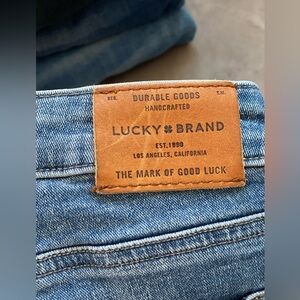 DURABLE GOODS
HANDCRAFTED
LUCKY BRAND
EST. 1990
LOS ANGELES, CALIFORNIA
THE MARK OF GOOD LUCK